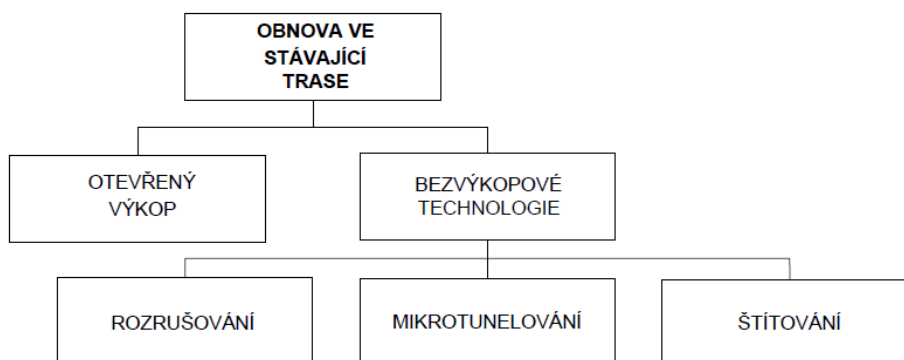 OBNOVA VE
STÁVAJÍCÍ
TRASE
OTEVŘENÝ
VÝKOP
BEZVÝKOPOVÉ
TECHNOLOGIE
ROZRUŠOVÁNÍ
MIKROTUNELOVÁNÍ
ŠTÍTOVÁNÍ